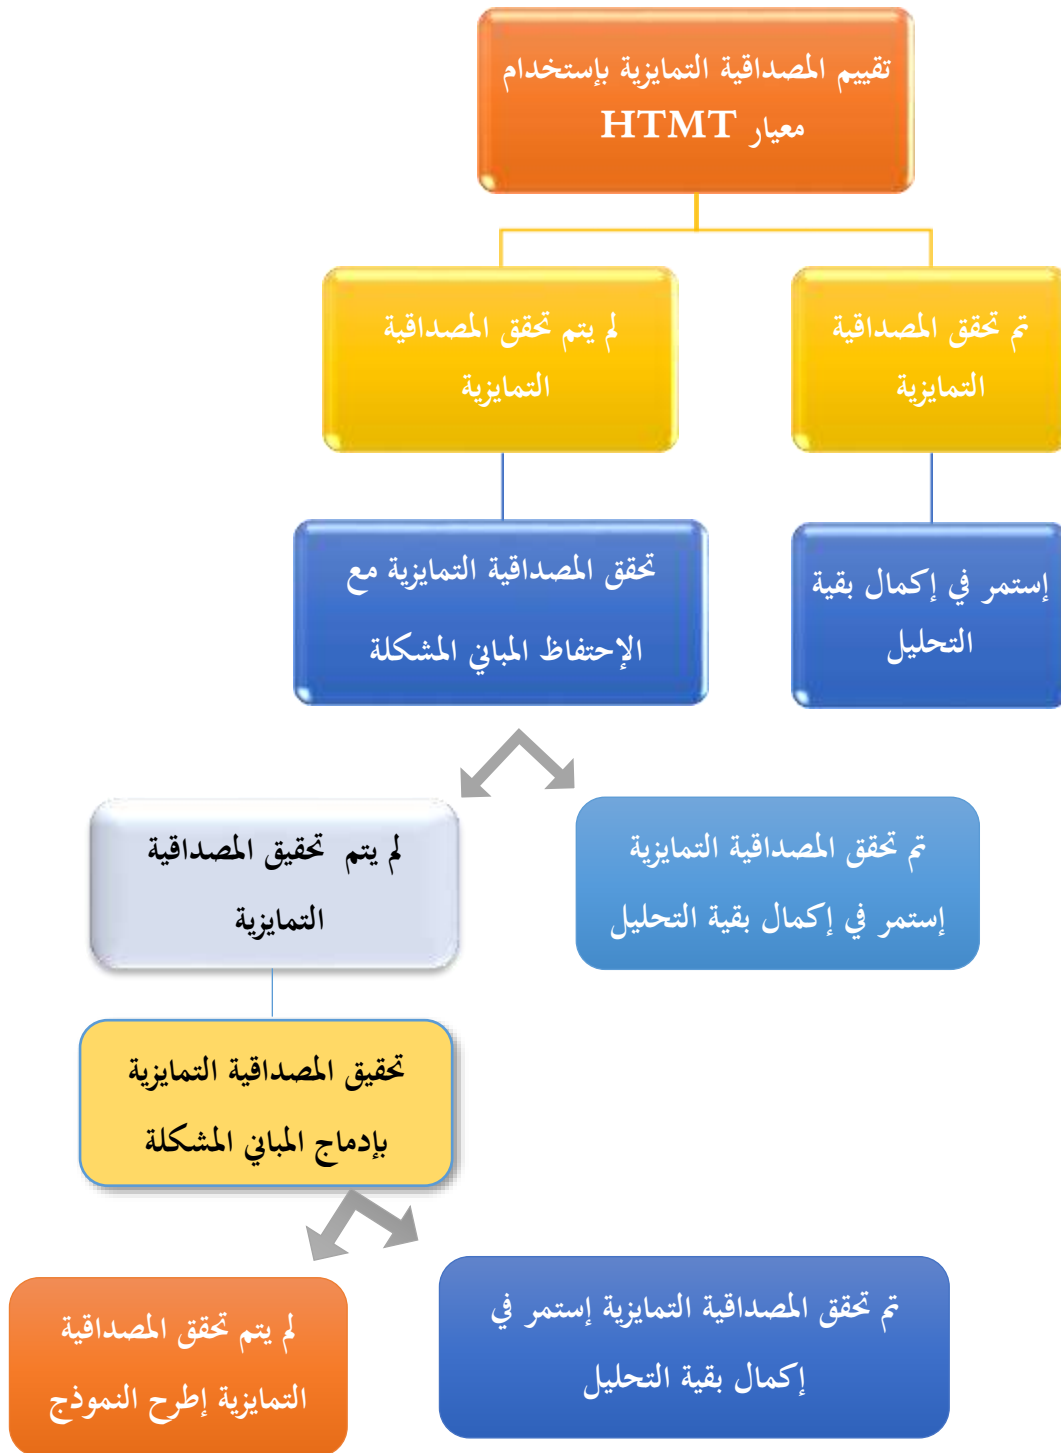 تقييم المصداقية التمايزية بإستخدام
معيار HTMT
تم تحقق المصداقية
التمايزية
لم يتم تحقق المصداقية
التمايزية
إستمر في إكمال بقية
التحليل
تحقق المصداقية التمايزية مع
الإحتفاظ المباني المشكلة
تم تحقق المصداقية التمايزية
إستمر في إكمال بقية التحليل
لم يتم تحقيق المصداقية
التمايزية
تحقيق المصداقية التمايزية
بإدماج المباني المشكلة
تم تحقق المصداقية التمايزية إستمر في
إكمال بقية التحليل
لم يتم تحقق المصداقية
التمايزية إطرح النموذج